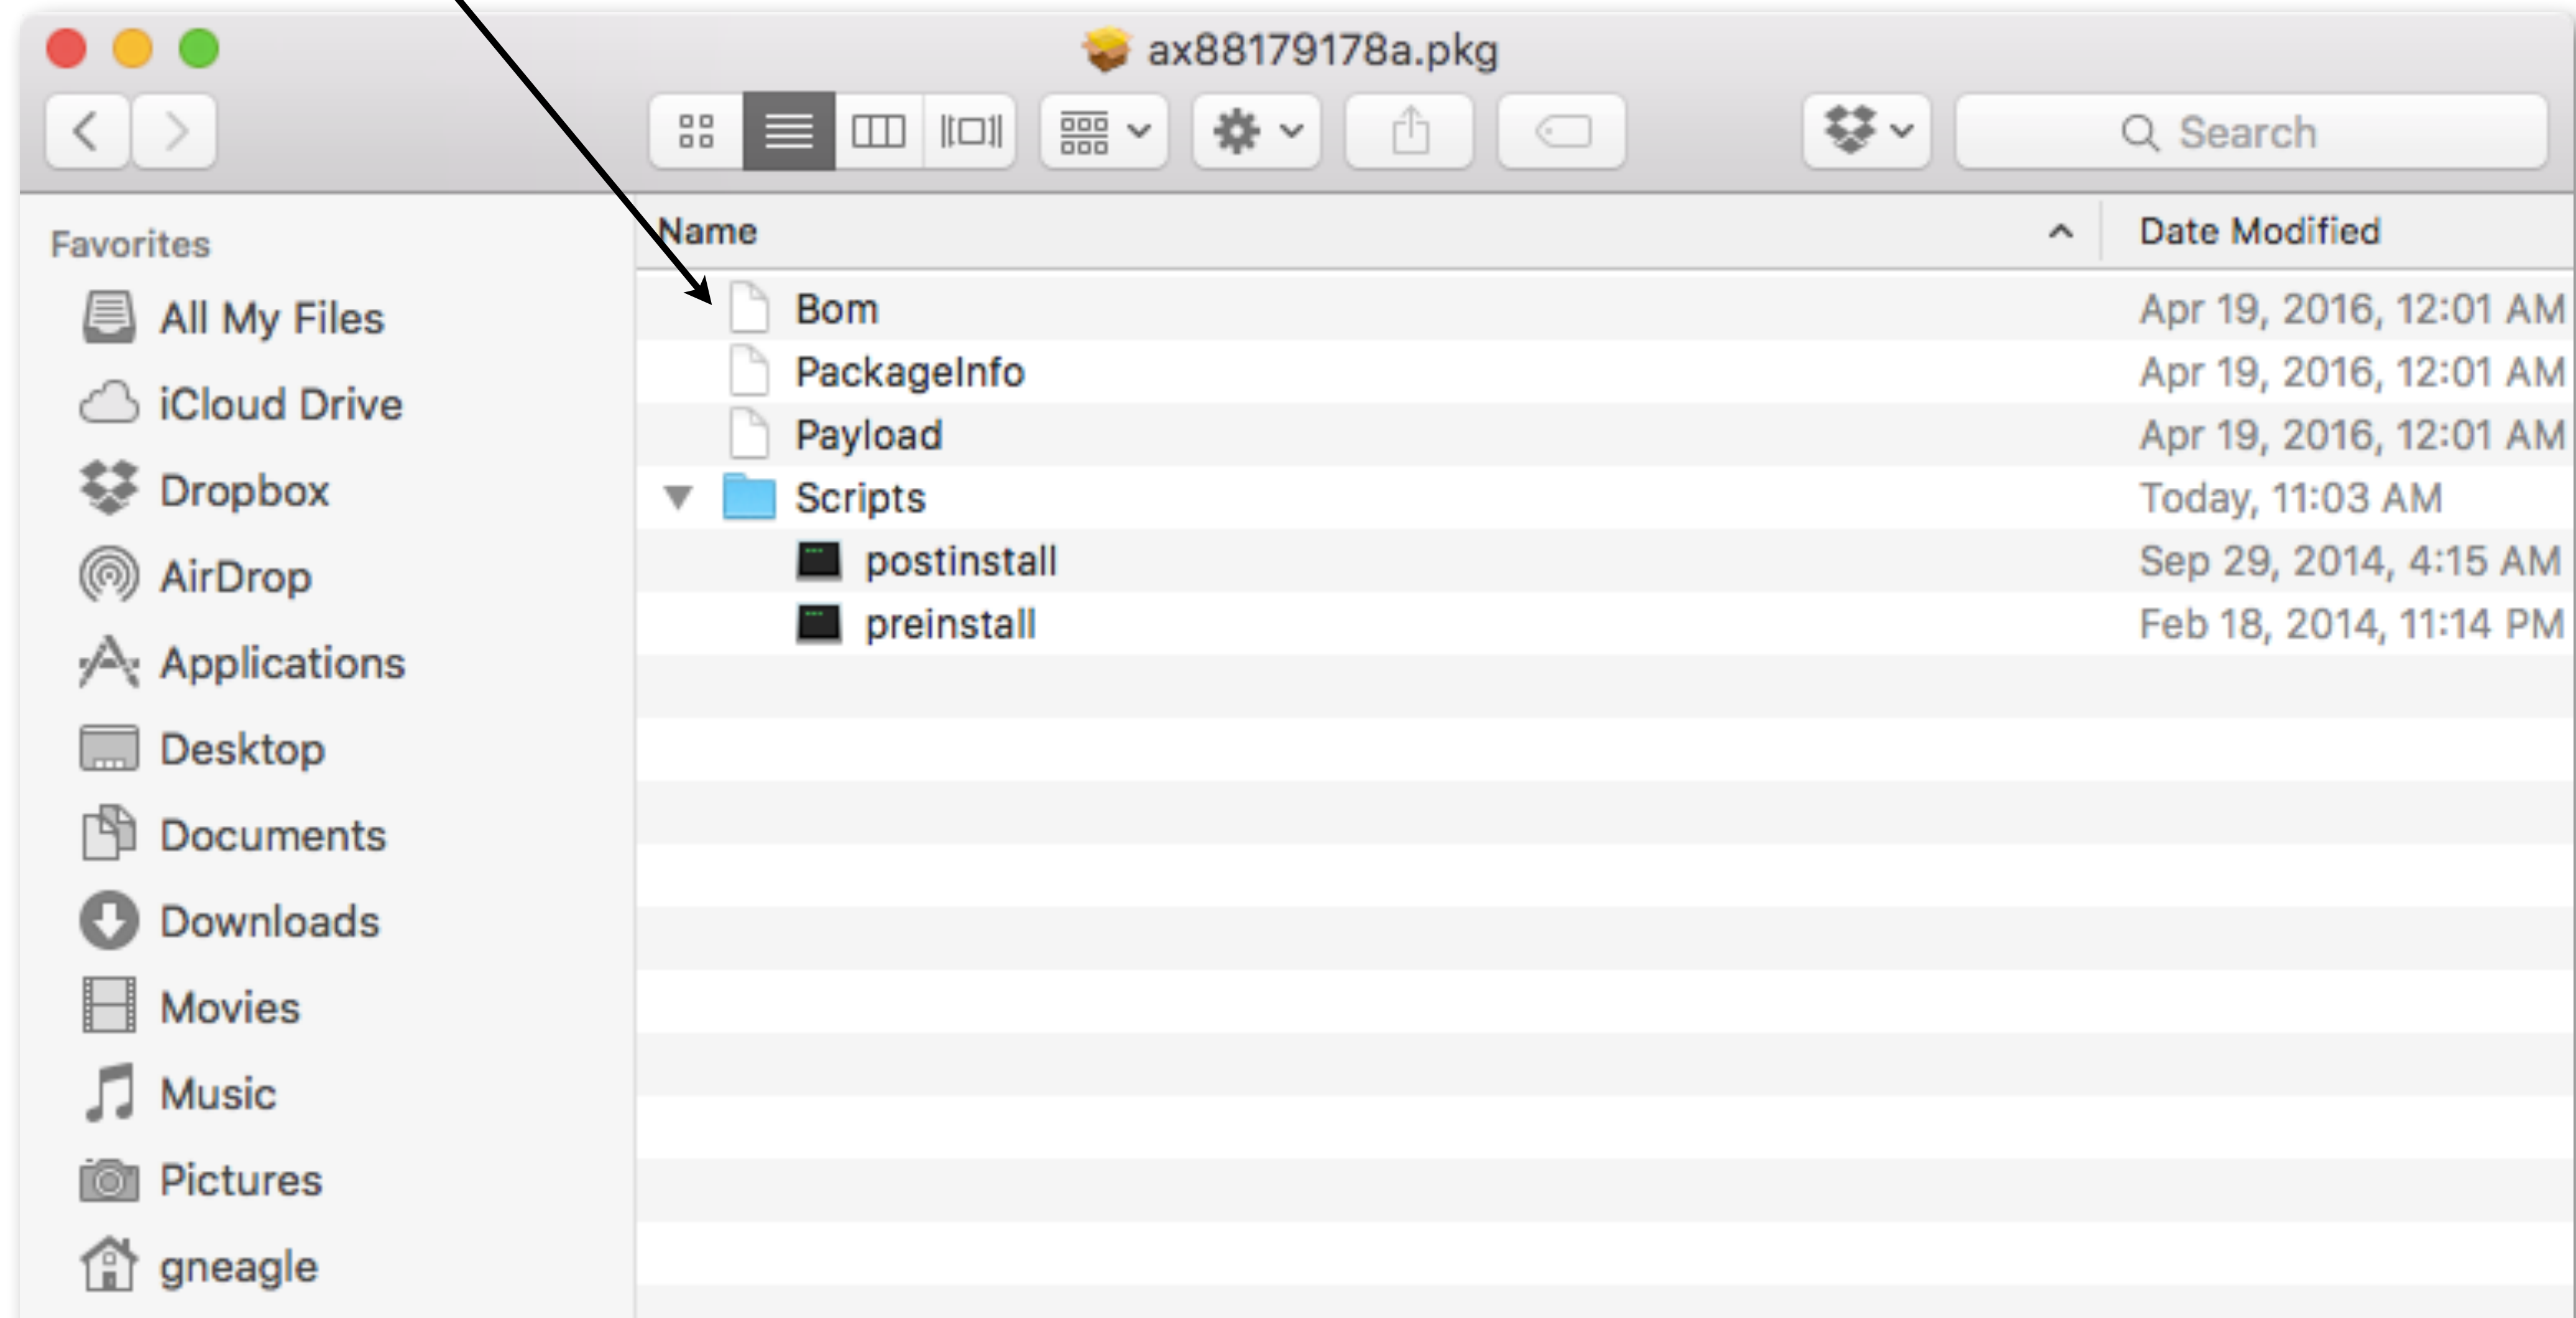 ax88179178a.pkg
Search
Favorites
All My Files
iCloud Drive
Dropbox
AirDrop
Applications
Desktop
Documents
Downloads
Movies
Music
Pictures
gneagle
Name Date Modified
Bom Apr 19, 2016, 12:01 AM
PackageInfo Apr 19, 2016, 12:01 AM
Payload Apr 19, 2016, 12:01 AM
Scripts Today, 11:03 AM
postinstall Sep 29, 2014, 4:15 AM
preinstall Feb 18, 2014, 11:14 PM